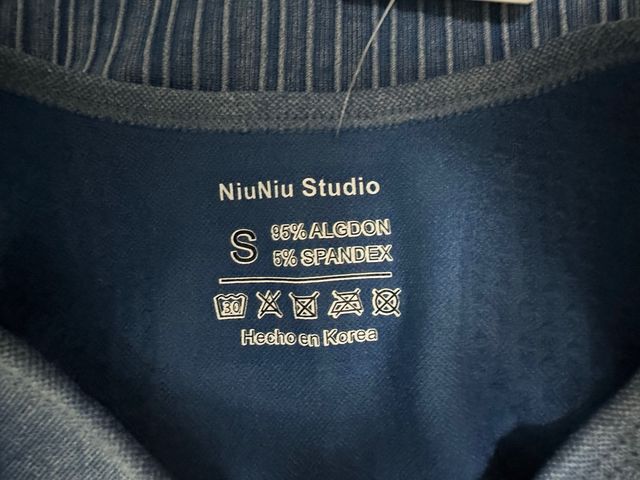 NiuNiu Studio
S
95% ALGDON
5% SPANDEX
30
Hecho en Korea